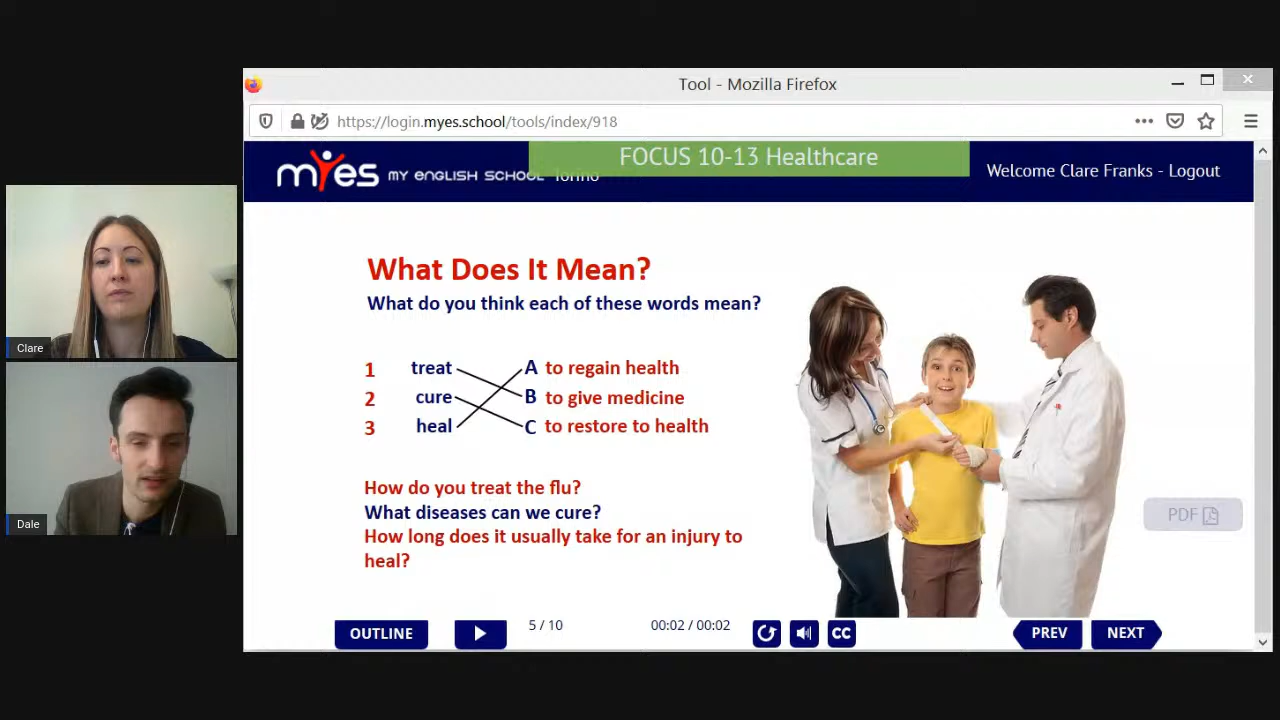 Tool - Mozilla Firefox
https://login.myes.school/tools/index/918
FOCUS 10-13 Healthcare
myes MY ENGLISH SCHOOL Torino
Welcome Clare Franks - Logout
What Does It Mean?
What do you think each of these words mean?
1 treat A to regain health
2 cure B to give medicine
3 heal C to restore to health
How do you treat the flu?
What diseases can we cure?
How long does it usually take for an injury to
heal?
PDF
Clare
Dale
OUTLINE 5 / 10 00:02 / 00:02 CC PREV NEXT